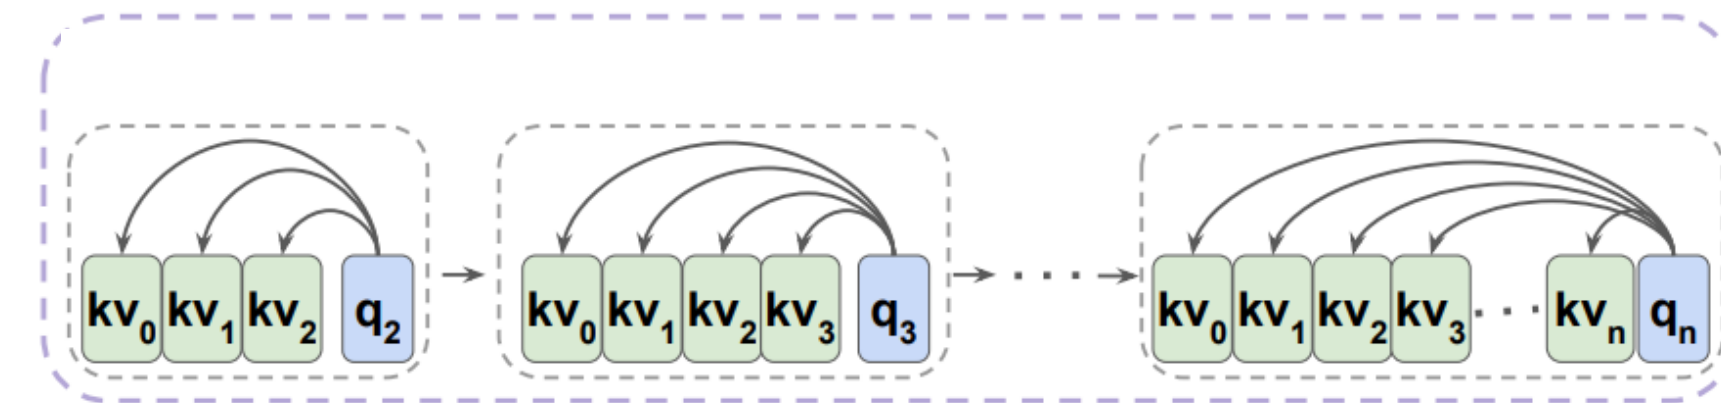 kv₀ kv₁ kv₂ q₂
kv₀ kv₁ kv₂ kv₃ q₃
. . . .
kv₀ kv₁ kv₂ kv₃ . . . . kvₙ qₙ